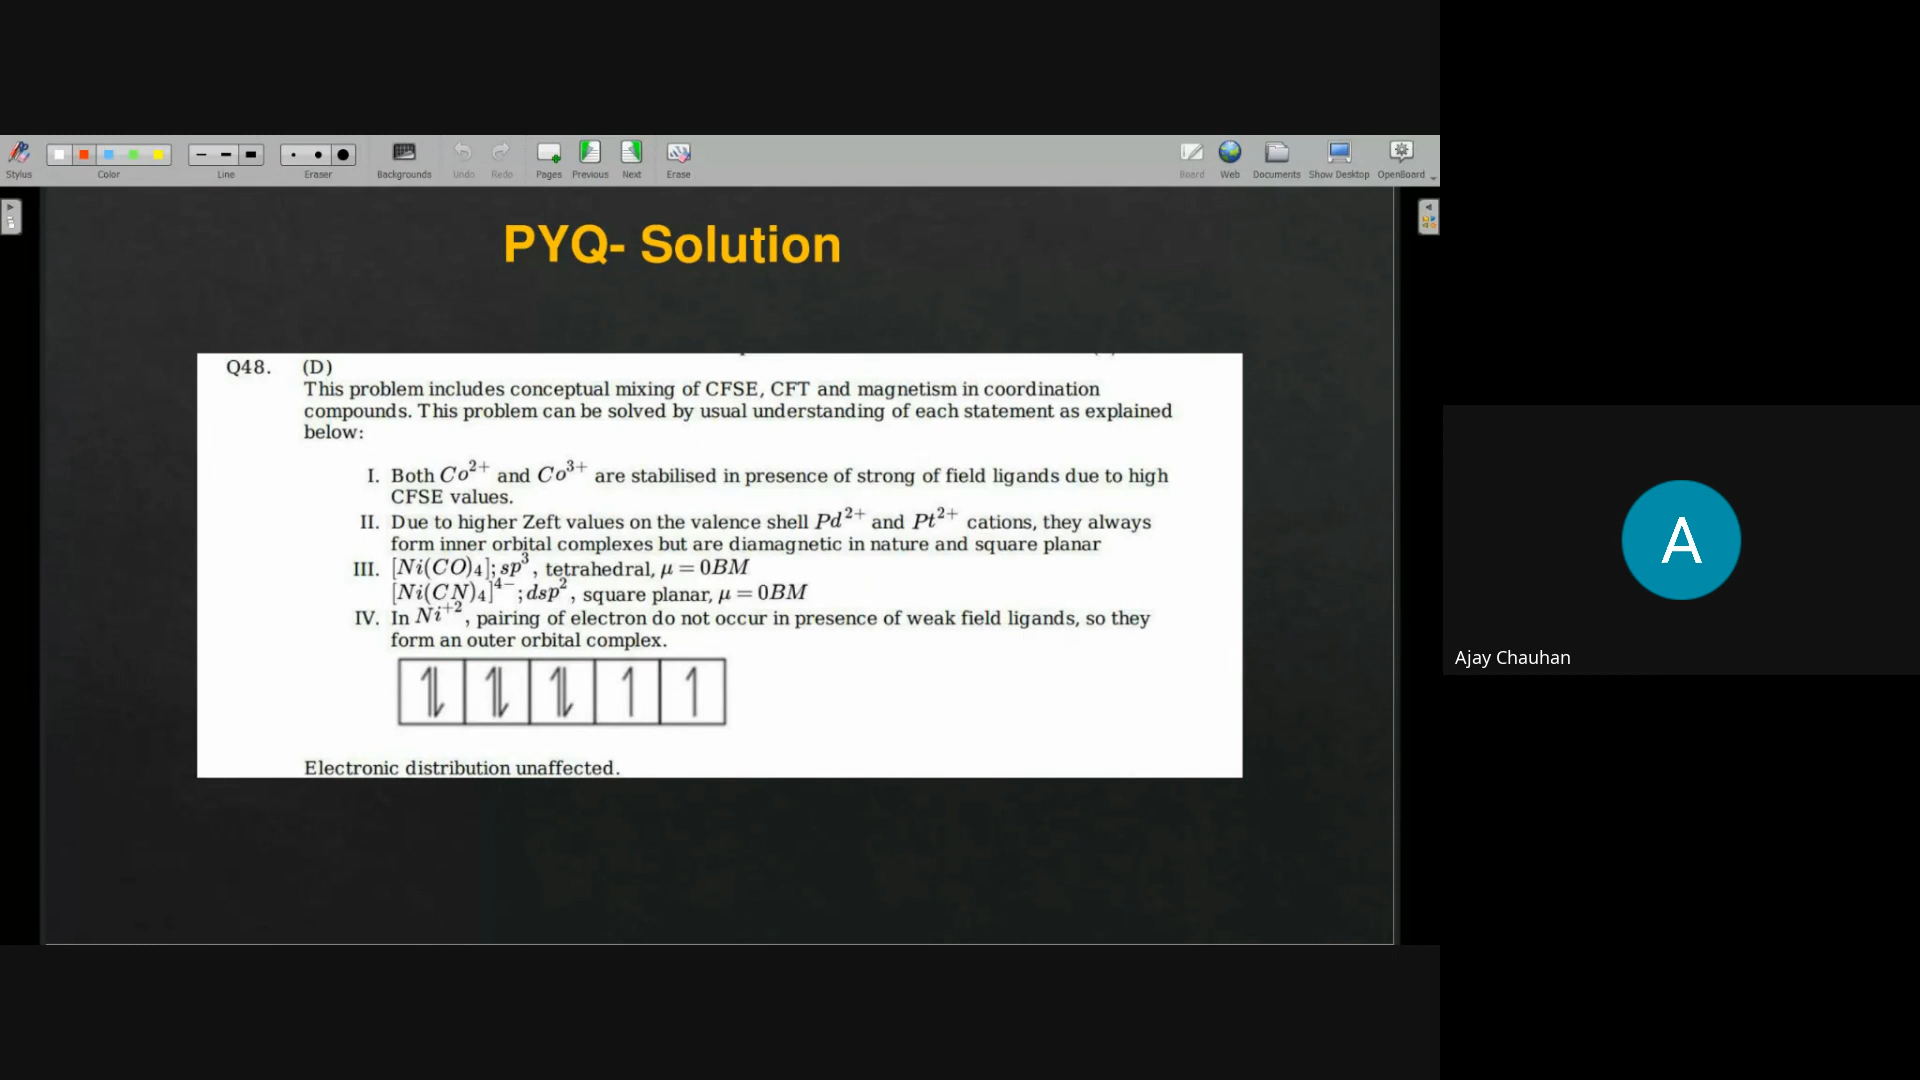 Stylus
Color
Line
Eraser
Backgrounds
Undo
Redo
Pages
Previous
Next
Erase
Board
Web
Documents
Show Desktop
OpenBoard
PYQ- Solution
Q48. (D)
This problem includes conceptual mixing of CFSE, CFT and magnetism in coordination
compounds. This problem can be solved by usual understanding of each statement as explained
below:
I. Both Co²⁺ and Co³⁺ are stabilised in presence of strong of field ligands due to high
CFSE values.
II. Due to higher Zeft values on the valence shell Pd²⁺ and Pt²⁺ cations, they always
form inner orbital complexes but are diamagnetic in nature and square planar
III. [Ni(CO)₄]; sp³, tetrahedral, μ = 0BM
[Ni(CN)₄]⁴⁻; dsp², square planar, μ = 0BM
IV. In Ni⁺², pairing of electron do not occur in presence of weak field ligands, so they
form an outer orbital complex.
⥮ ⥮ ⥮ ↿ ↿
Electronic distribution unaffected.
A
Ajay Chauhan